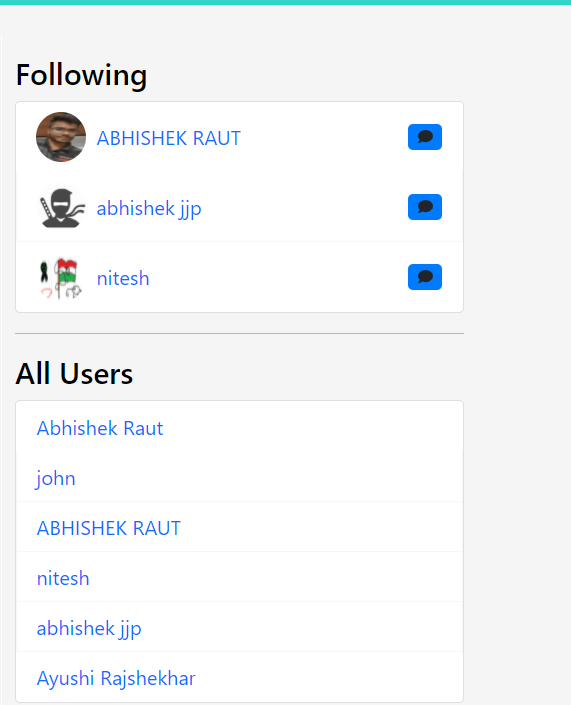 Following
ABHISHEK RAUT
abhishek jjp
nitesh
All Users
Abhishek Raut
john
ABHISHEK RAUT
nitesh
abhishek jjp
Ayushi Rajshekhar